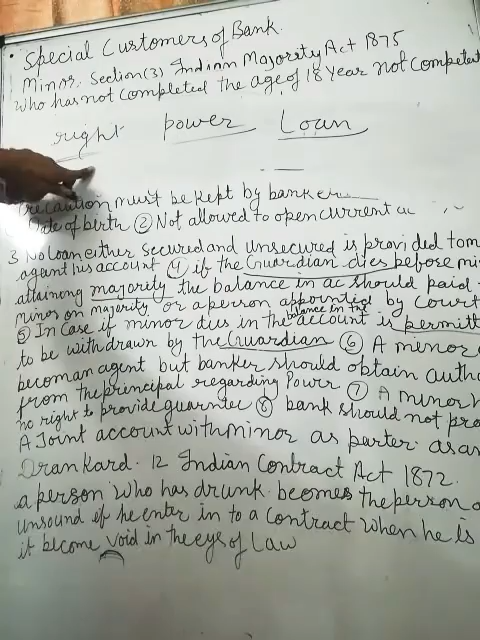 • Special Customers of Bank.
Minor. Section(3) Indian Majority Act 1875
Who has not completed the age of 18 Year not Competent
right power Loan
Precaution must be kept by banker
Date of birth ② Not allowed to open current
3 No loan either secured and unsecured is provided to
against his account ④ if the Guardian dies before
attaining majority the balance in ac should paid
minor on majority or a person appointed by court
⑤ In Case if minor dies in the balance in the account is permitt
to be withdrawn by the Guardian ⑥ A minor
becoman agent but banker should obtain auth
from the principal regarding Power ⑦ A minor
no right to provide guarntee ⑧ bank should not pro
A Joint account with minor as parter. as an
Drankard. 12 Indian Contract Act 1872.
a person who has drunk becomes the person
unsound if he enter in to a contract when he is
it become void in the eye of Law